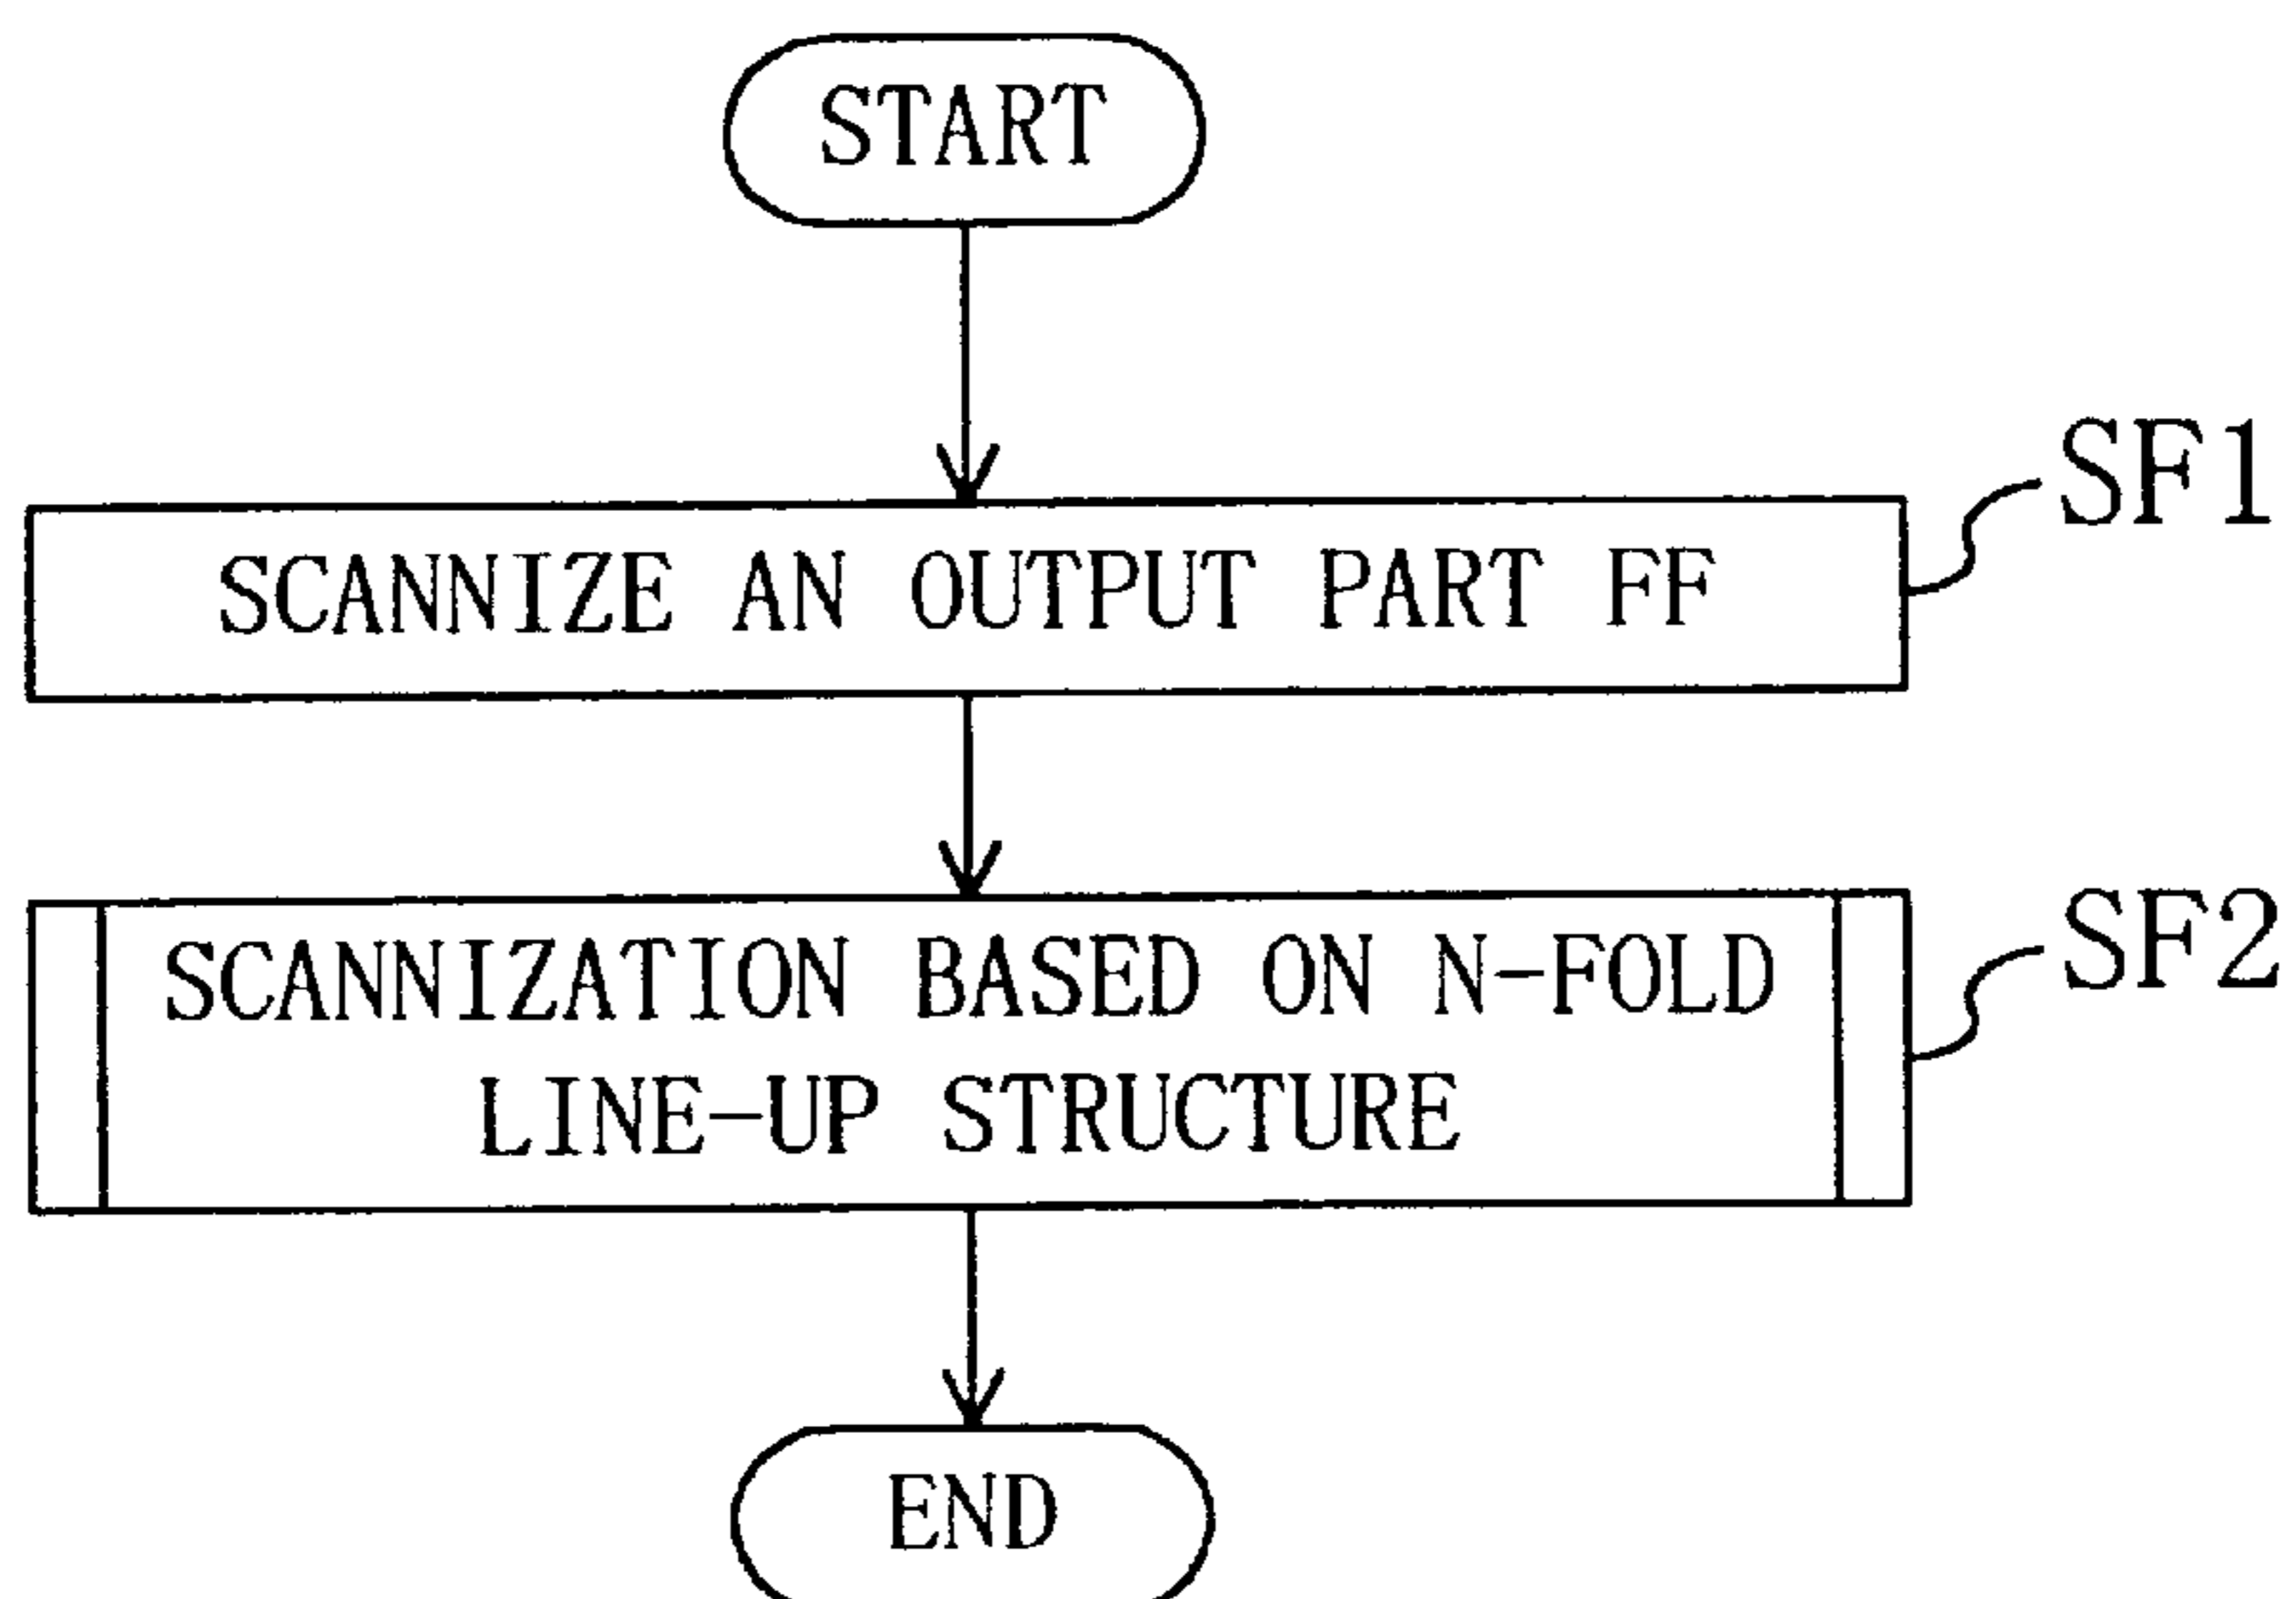 START
SF1
SCANNIZE AN OUTPUT PART FF
SF2
SCANNIZATION BASED ON N-FOLD
LINE-UP STRUCTURE
END